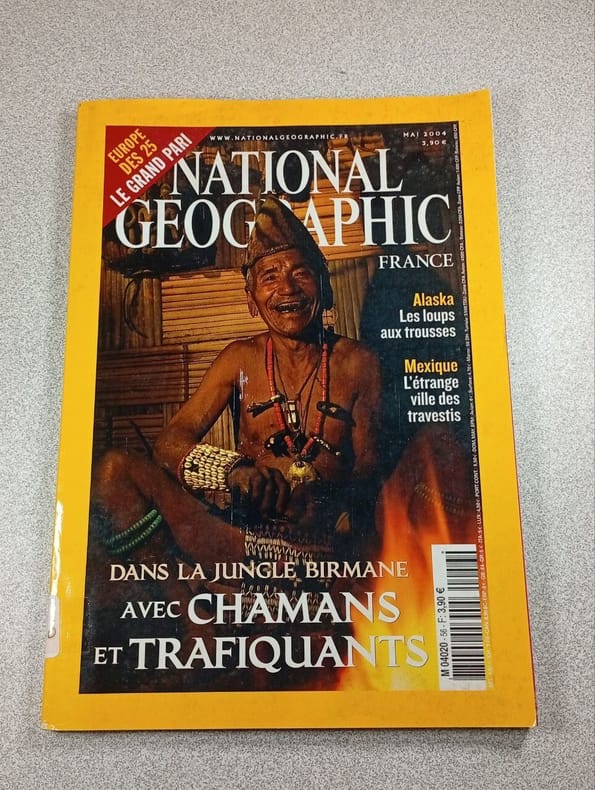 EUROPE
DES 25
LE GRAND PARI
WWW.NATIONALGEOGRAPHIC.FR
MAI 2004
3,90 €
NATIONAL
GEOGRAPHIC
FRANCE
Alaska
Les loups
aux trousses
Mexique
L'étrange
ville des
travestis
DANS LA JUNGLE BIRMANE
AVEC CHAMANS
ET TRAFIQUANTS
M 04020 - 56 - F: 3,90 €